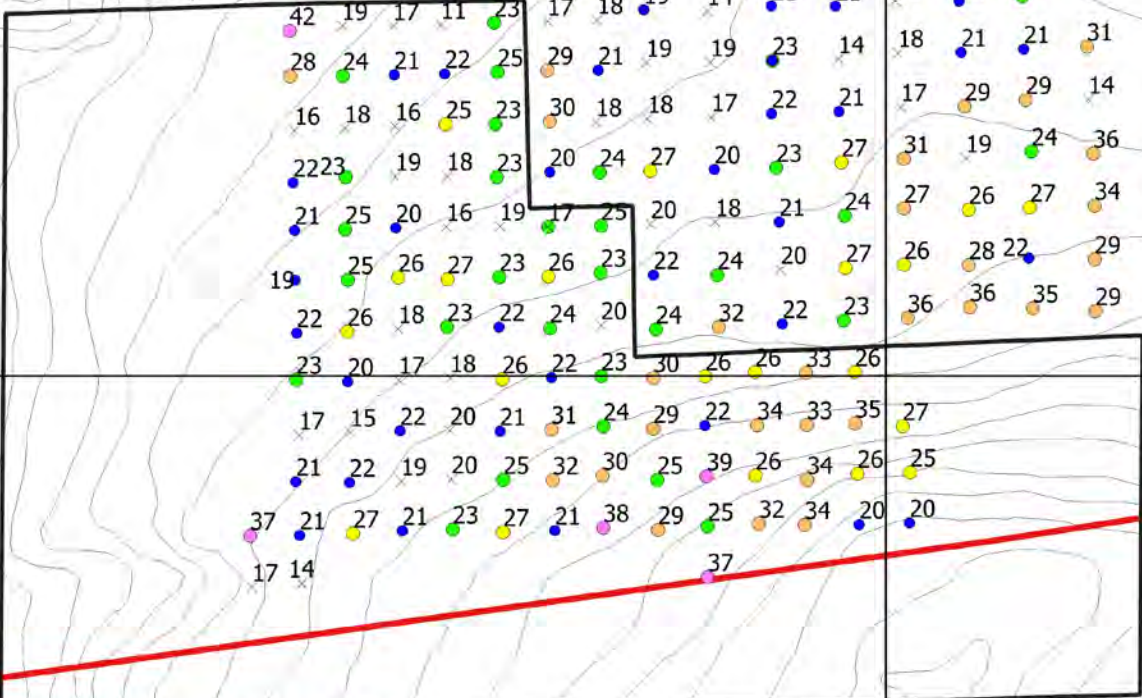 42 19 17 11 23 17 18 19 14
28 24 21 22 25 29 21 19 19 23 14 18 21 21 31
16 18 16 25 23 30 18 18 17 22 21 17 29 29 14
22 23 19 18 23 20 24 27 20 23 27 31 19 24 36
21 25 20 16 19 17 25 20 18 21 24 27 26 27 34
19 25 26 27 23 26 23 22 24 20 27 26 28 22 29
22 26 18 23 22 24 20 24 32 22 23 36 36 35 29
23 20 17 18 26 22 23 30 26 26 33 26
17 15 22 20 21 31 24 29 22 34 33 35 27
21 22 19 20 25 32 30 25 39 26 34 26 25
37 21 27 21 23 27 21 38 29 25 32 34 20 20
17 14 37